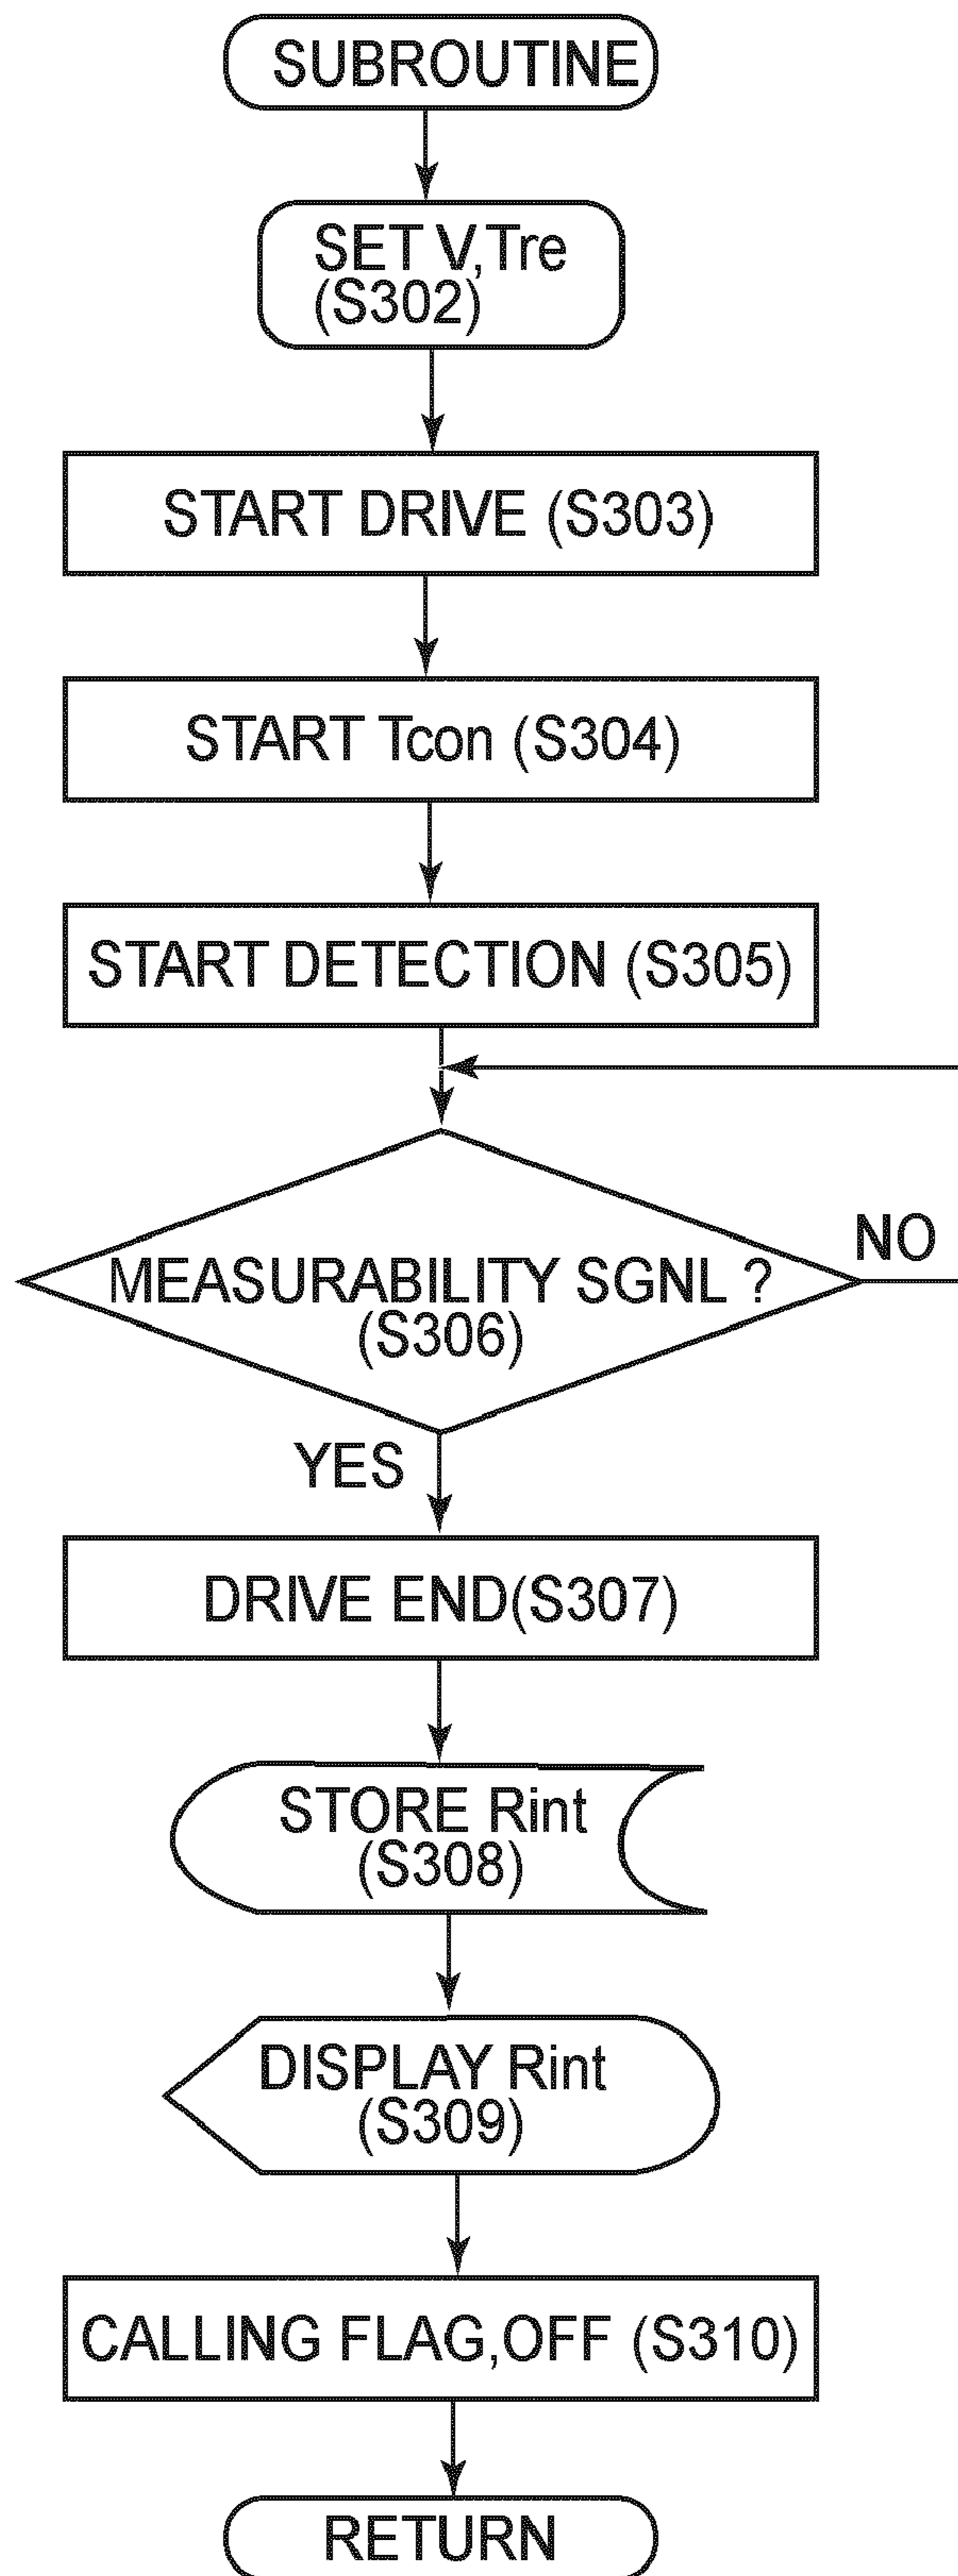 SUBROUTINE
SET V,Tre
(S302)
START DRIVE (S303)
START Tcon (S304)
START DETECTION (S305)
MEASURABILITY SGNL ?
(S306)
NO
YES
DRIVE END(S307)
STORE Rint
(S308)
DISPLAY Rint
(S309)
CALLING FLAG,OFF (S310)
RETURN